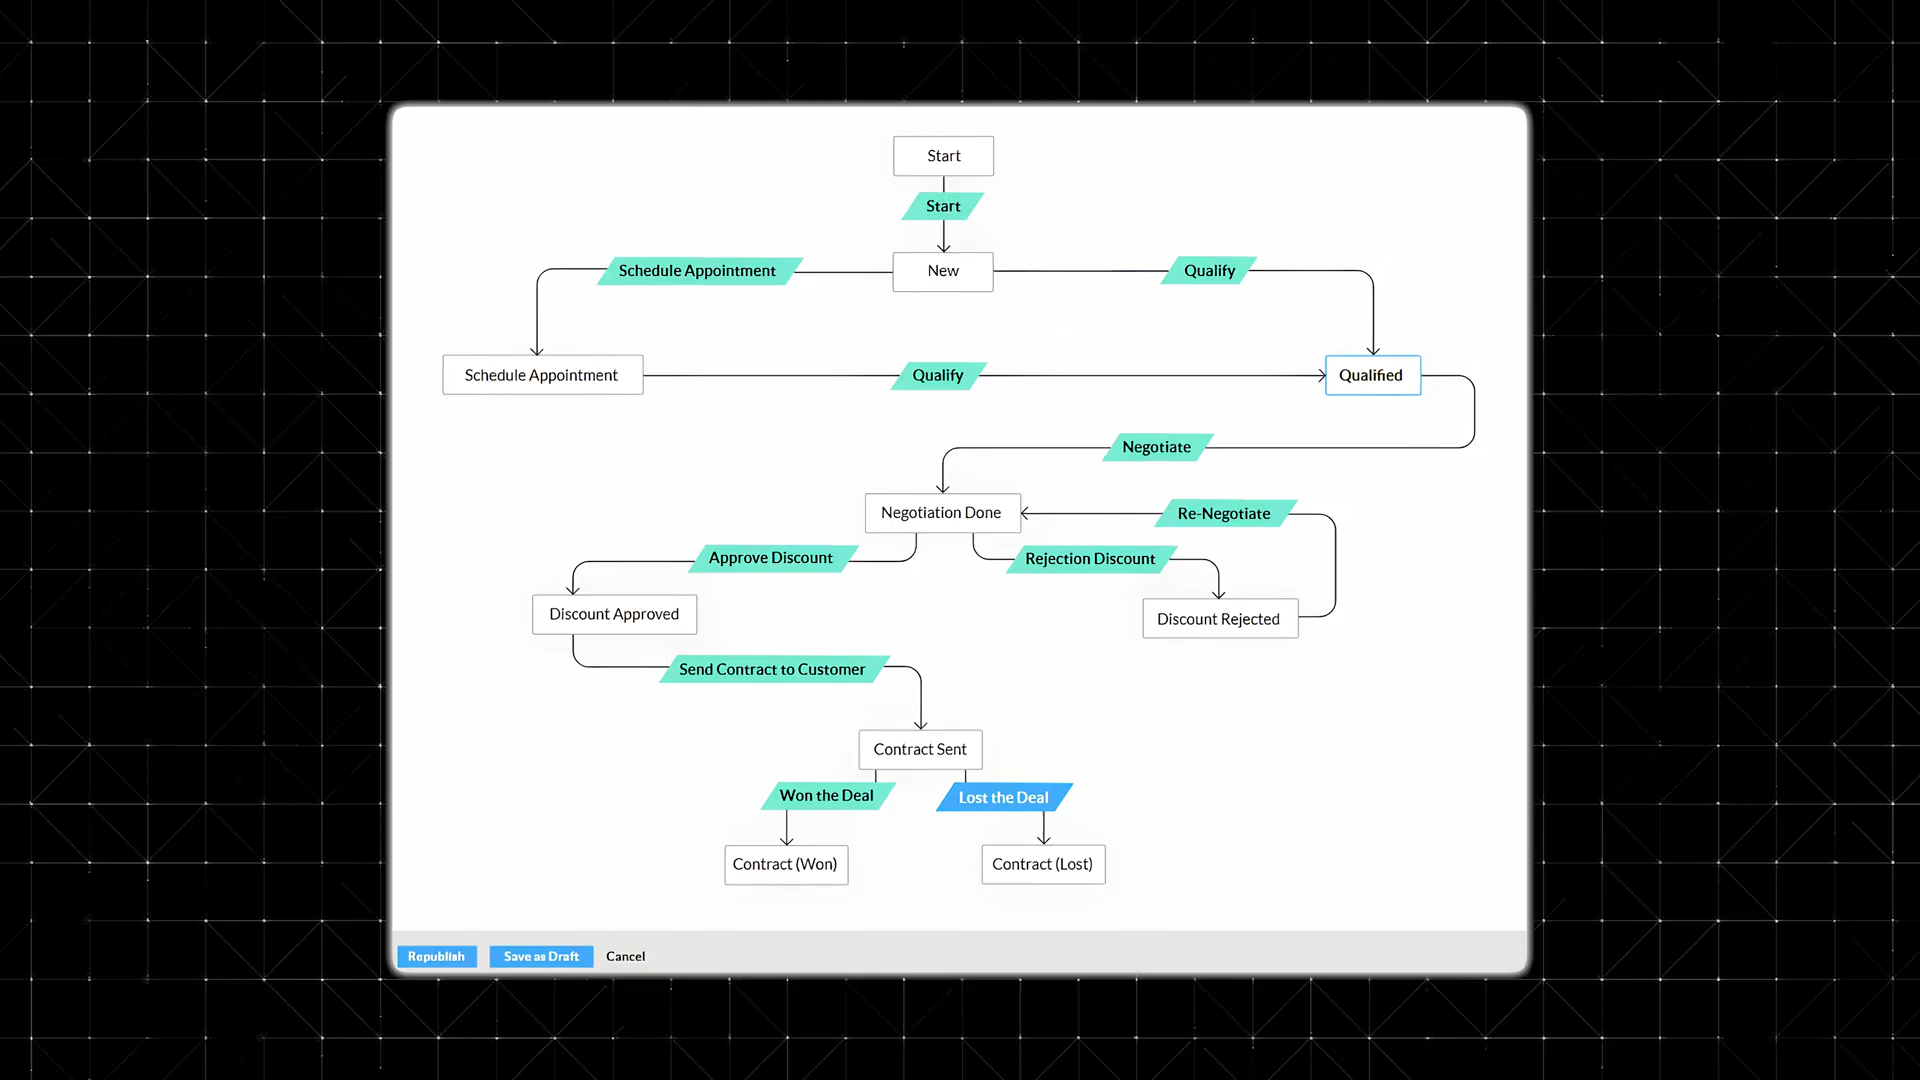 Start
Start
Schedule Appointment
New
Qualify
Schedule Appointment
Qualify
Qualified
Negotiate
Negotiation Done
Re-Negotiate
Approve Discount
Rejection Discount
Discount Approved
Discount Rejected
Send Contract to Customer
Contract Sent
Won the Deal
Lost the Deal
Contract (Won)
Contract (Lost)
Republish
Save as Draft
Cancel